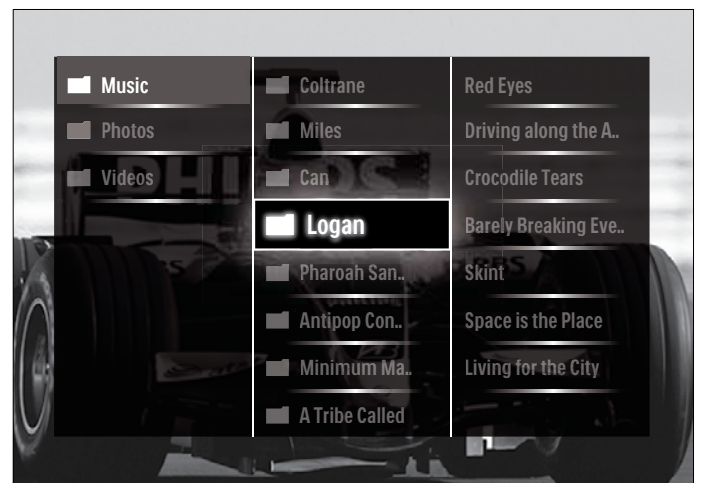 Music
Photos
Videos
Coltrane
Miles
Can
Logan
Pharoah San..
Antipop Con..
Minimum Ma..
A Tribe Called
Red Eyes
Driving along the A..
Crocodile Tears
Barely Breaking Eve..
Skint
Space is the Place
Living for the City